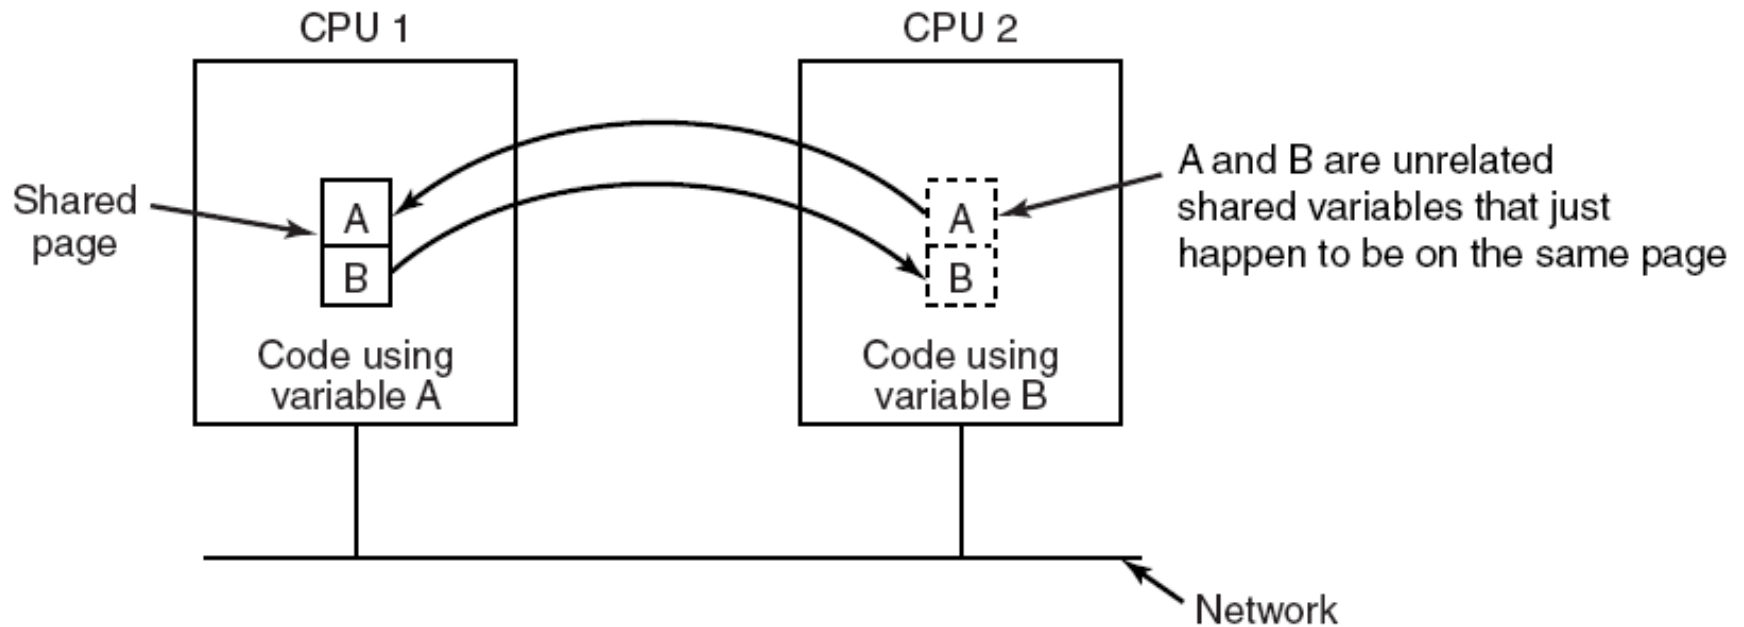 CPU 1
CPU 2
Shared
page
A
B
A
B
A and B are unrelated
shared variables that just
happen to be on the same page
Code using
variable A
Code using
variable B
Network